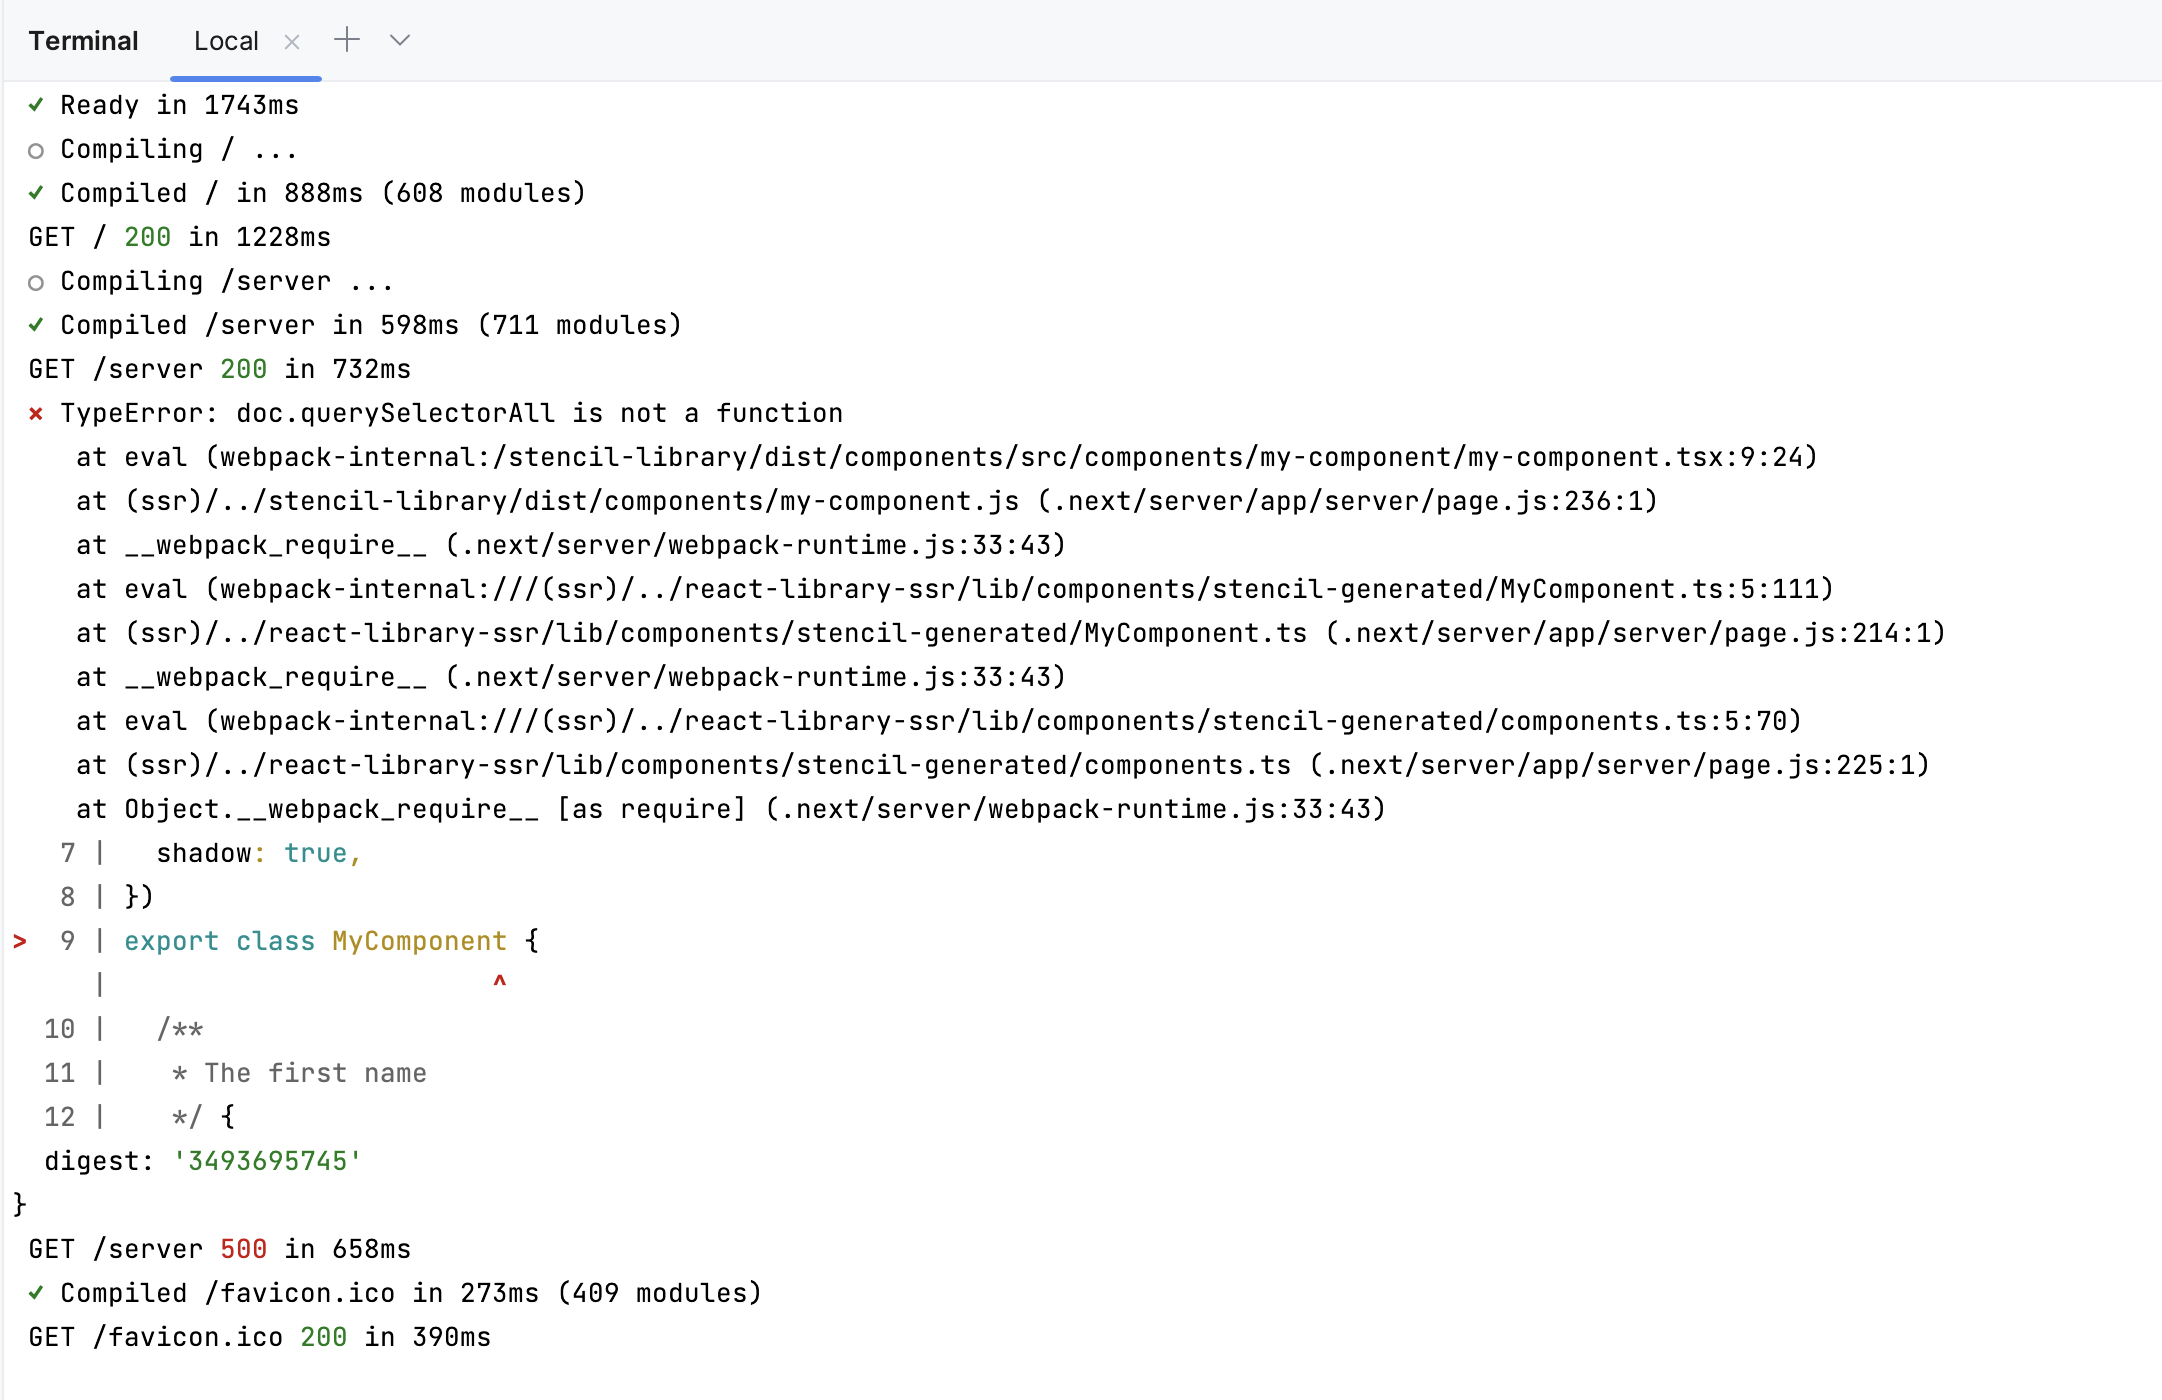 Terminal Local
✓ Ready in 1743ms
○ Compiling / ...
✓ Compiled / in 888ms (608 modules)
GET / 200 in 1228ms
○ Compiling /server ...
✓ Compiled /server in 598ms (711 modules)
GET /server 200 in 732ms
⨯ TypeError: doc.querySelectorAll is not a function
at eval (webpack-internal:/stencil-library/dist/components/src/components/my-component/my-component.tsx:9:24)
at (ssr)/../stencil-library/dist/components/my-component.js (.next/server/app/server/page.js:236:1)
at __webpack_require__ (.next/server/webpack-runtime.js:33:43)
at eval (webpack-internal:///(ssr)/../react-library-ssr/lib/components/stencil-generated/MyComponent.ts:5:111)
at (ssr)/../react-library-ssr/lib/components/stencil-generated/MyComponent.ts (.next/server/app/server/page.js:214:1)
at __webpack_require__ (.next/server/webpack-runtime.js:33:43)
at eval (webpack-internal:///(ssr)/../react-library-ssr/lib/components/stencil-generated/components.ts:5:70)
at (ssr)/../react-library-ssr/lib/components/stencil-generated/components.ts (.next/server/app/server/page.js:225:1)
at Object.__webpack_require__ [as require] (.next/server/webpack-runtime.js:33:43)
7 |   shadow: true,
8 | })
> 9 | export class MyComponent {
|                        ^
10 |   /**
11 |    * The first name
12 |    */ {
digest: '3493695745'
}
GET /server 500 in 658ms
✓ Compiled /favicon.ico in 273ms (409 modules)
GET /favicon.ico 200 in 390ms